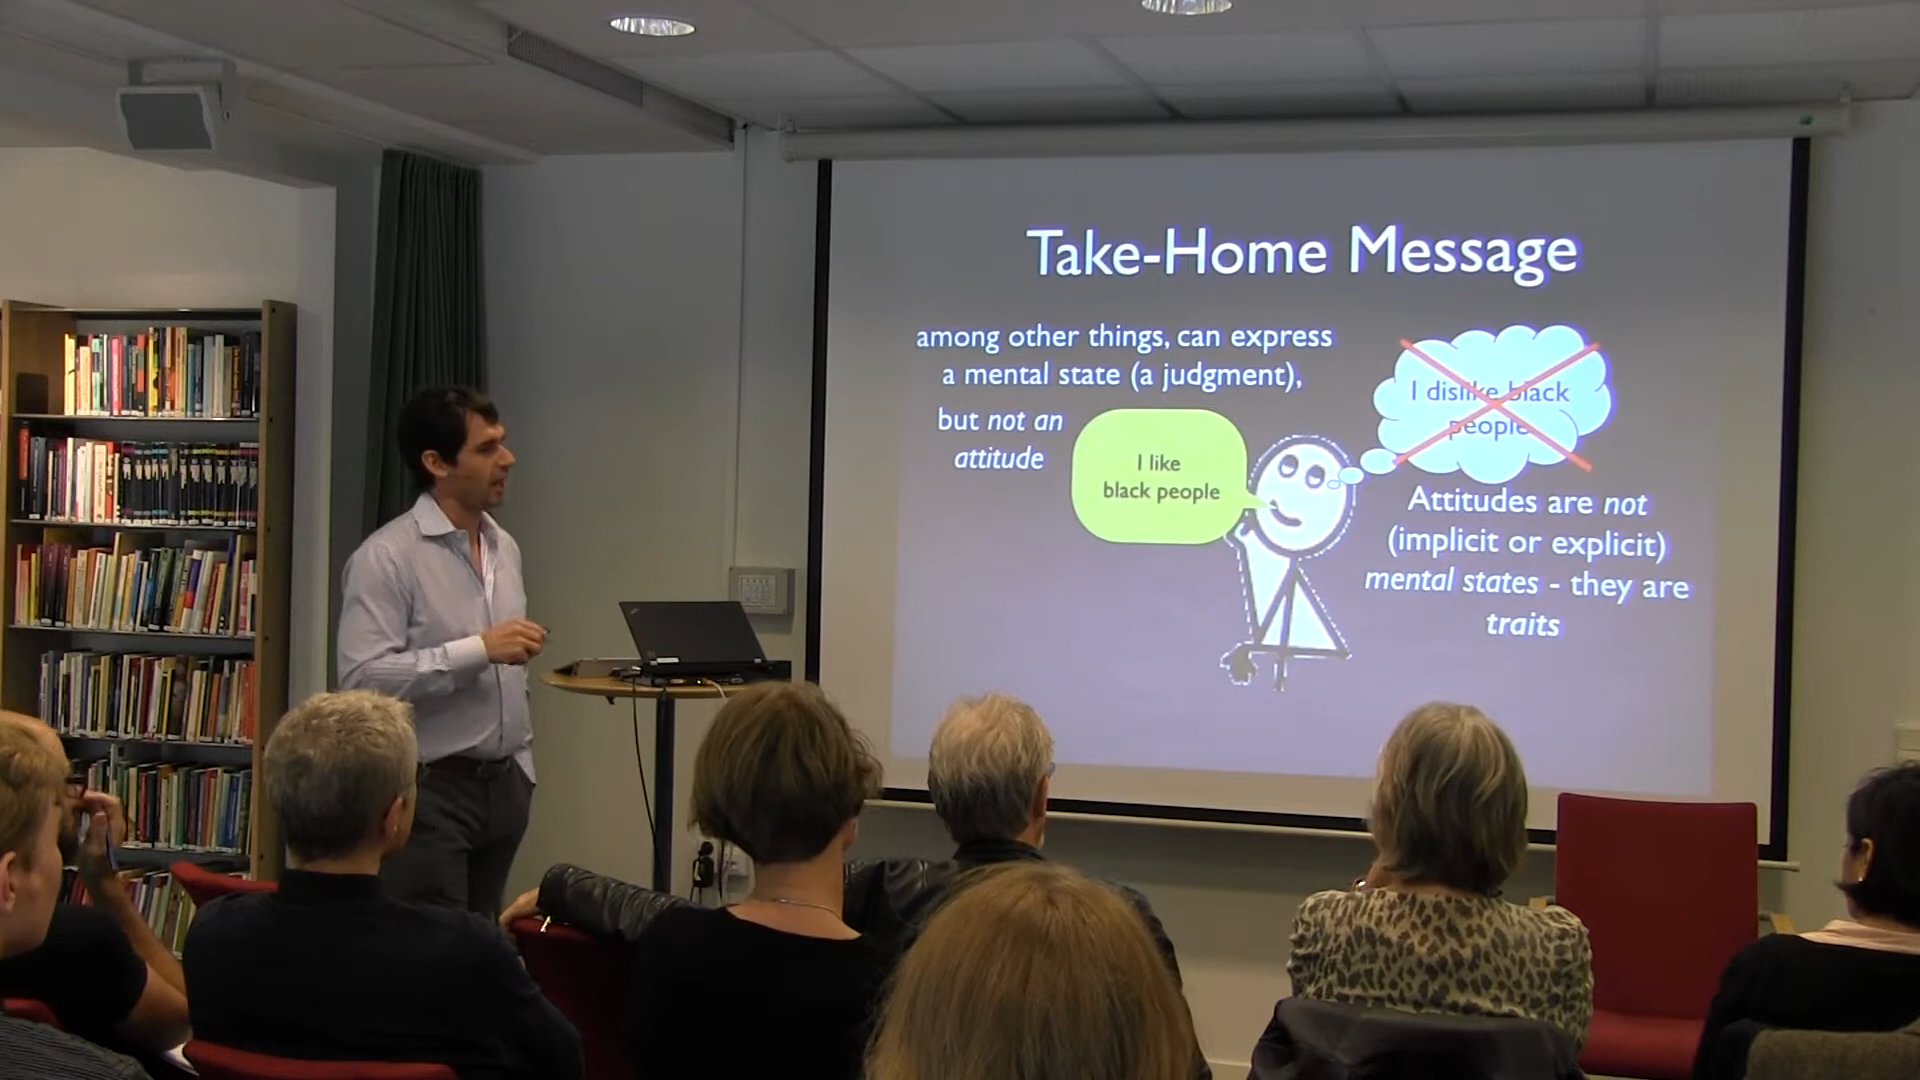 Take-Home Message
among other things, can express
a mental state (a judgment),
but not an
attitude
I like
black people
I dislike black
people
Attitudes are not
(implicit or explicit)
mental states - they are
traits